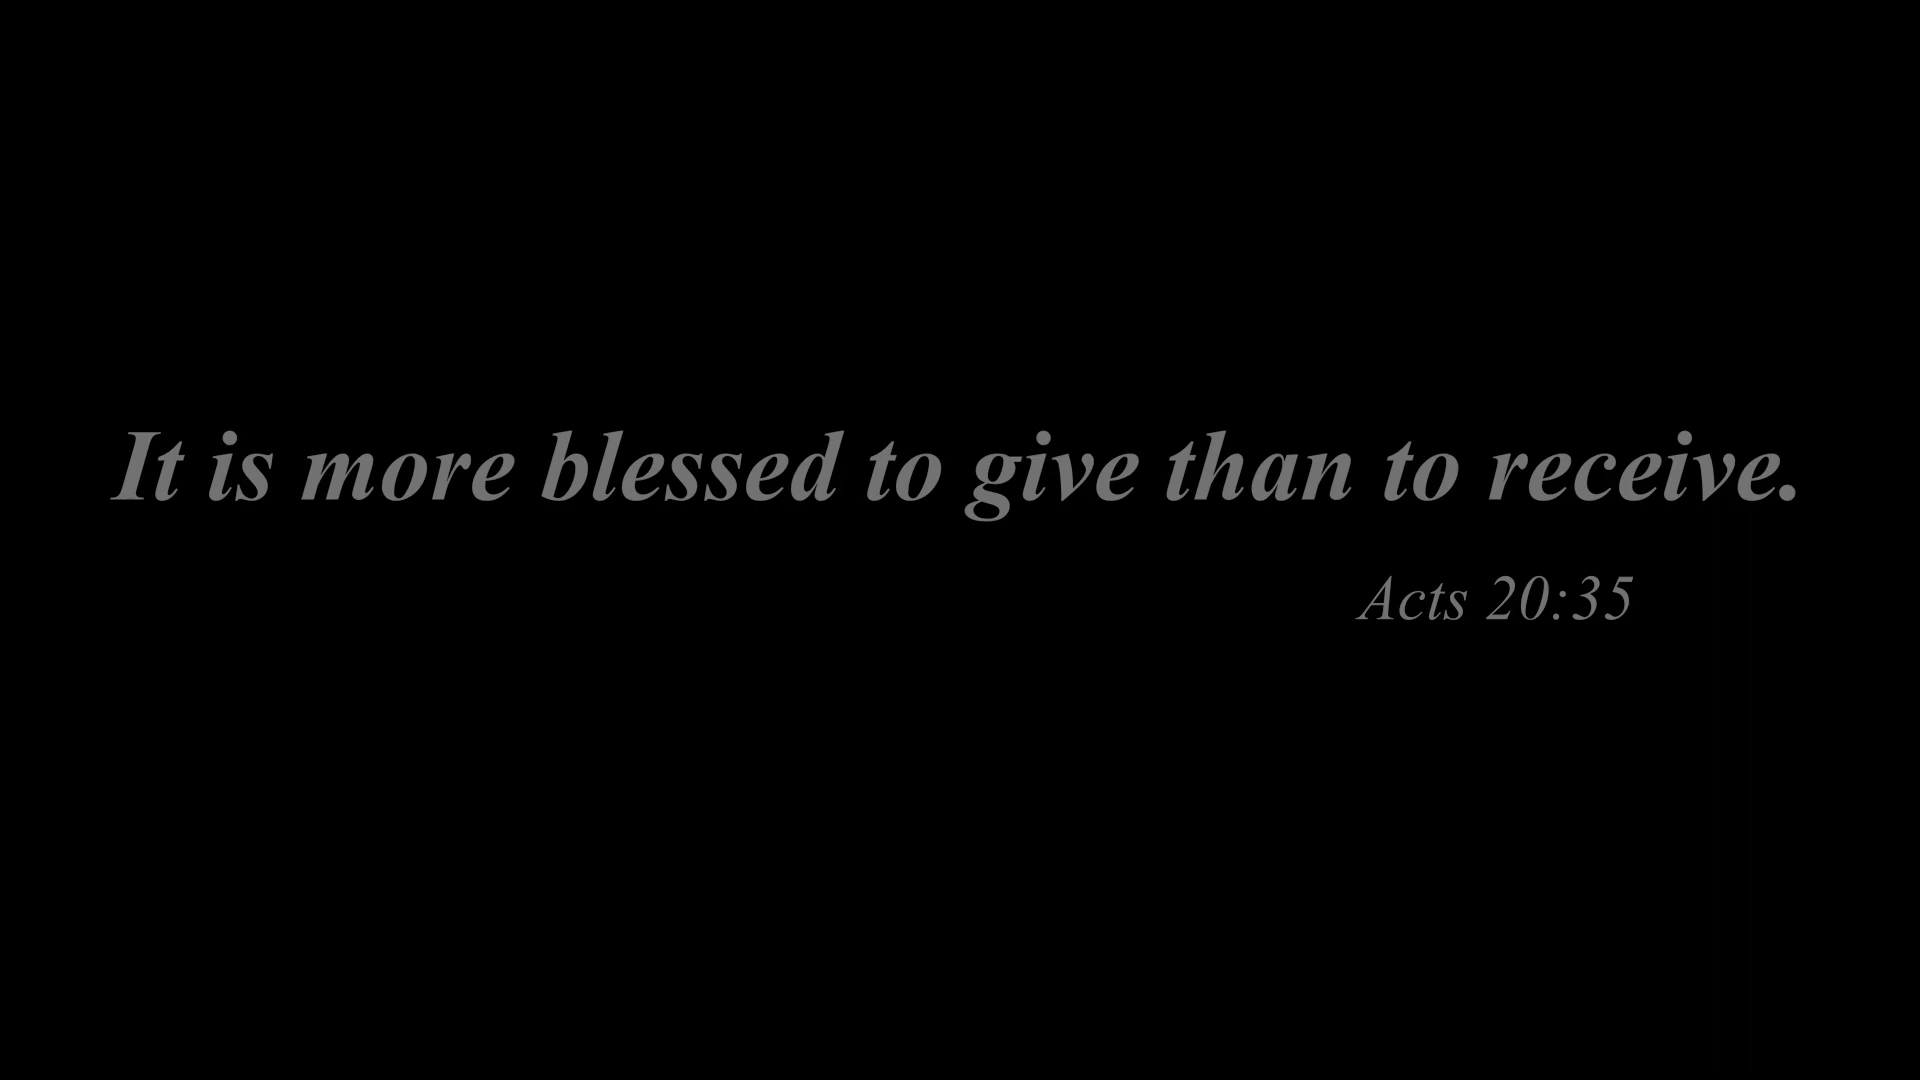 It is more blessed to give than to receive.
Acts 20:35